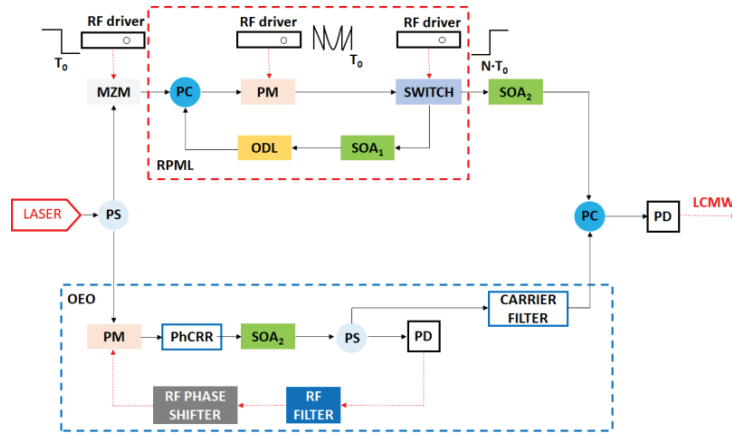 RF driver
RF driver
RF driver
T₀
T₀
N·T₀
MZM
PC
PM
SWITCH
SOA₂
ODL
SOA₁
RPML
LASER
PS
PC
PD
LCMW
OEO
CARRIER
FILTER
PM
PhCRR
SOA₂
PS
PD
RF PHASE
SHIFTER
RF
FILTER